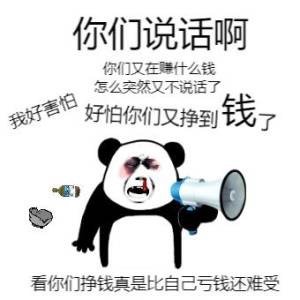 你们说话啊
你们又在赚什么钱
怎么突然又不说话了
我好害怕
好怕你们又挣到钱了
看你们挣钱真是比自己亏钱还难受